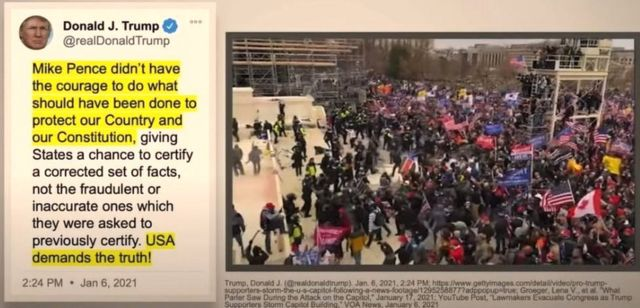 Donald J. Trump
@realDonaldTrump
Mike Pence didn't have
the courage to do what
should have been done to
protect our Country and
our Constitution, giving
States a chance to certify
a corrected set of facts,
not the fraudulent or
inaccurate ones which
they were asked to
previously certify. USA
demands the truth!
2:24 PM • Jan 6, 2021
Trump, Donald J. (@realdonaldtrump). Jan. 6, 2021, 2:24 PM; https://www.gettyimages.com/detail/video/pro-trump-
supporters-storm-the-u-s-capitol-following-a-news-footage/1295258877?adppopup=true; Groeger, Lena V., et al. "What
Parler Saw During the Attack on the Capitol," January 17, 2021; YouTube Post, "Lawmakers Evacuate Congress as Trump
Supporters Storm Capitol Building," VOA News, January 6, 2021